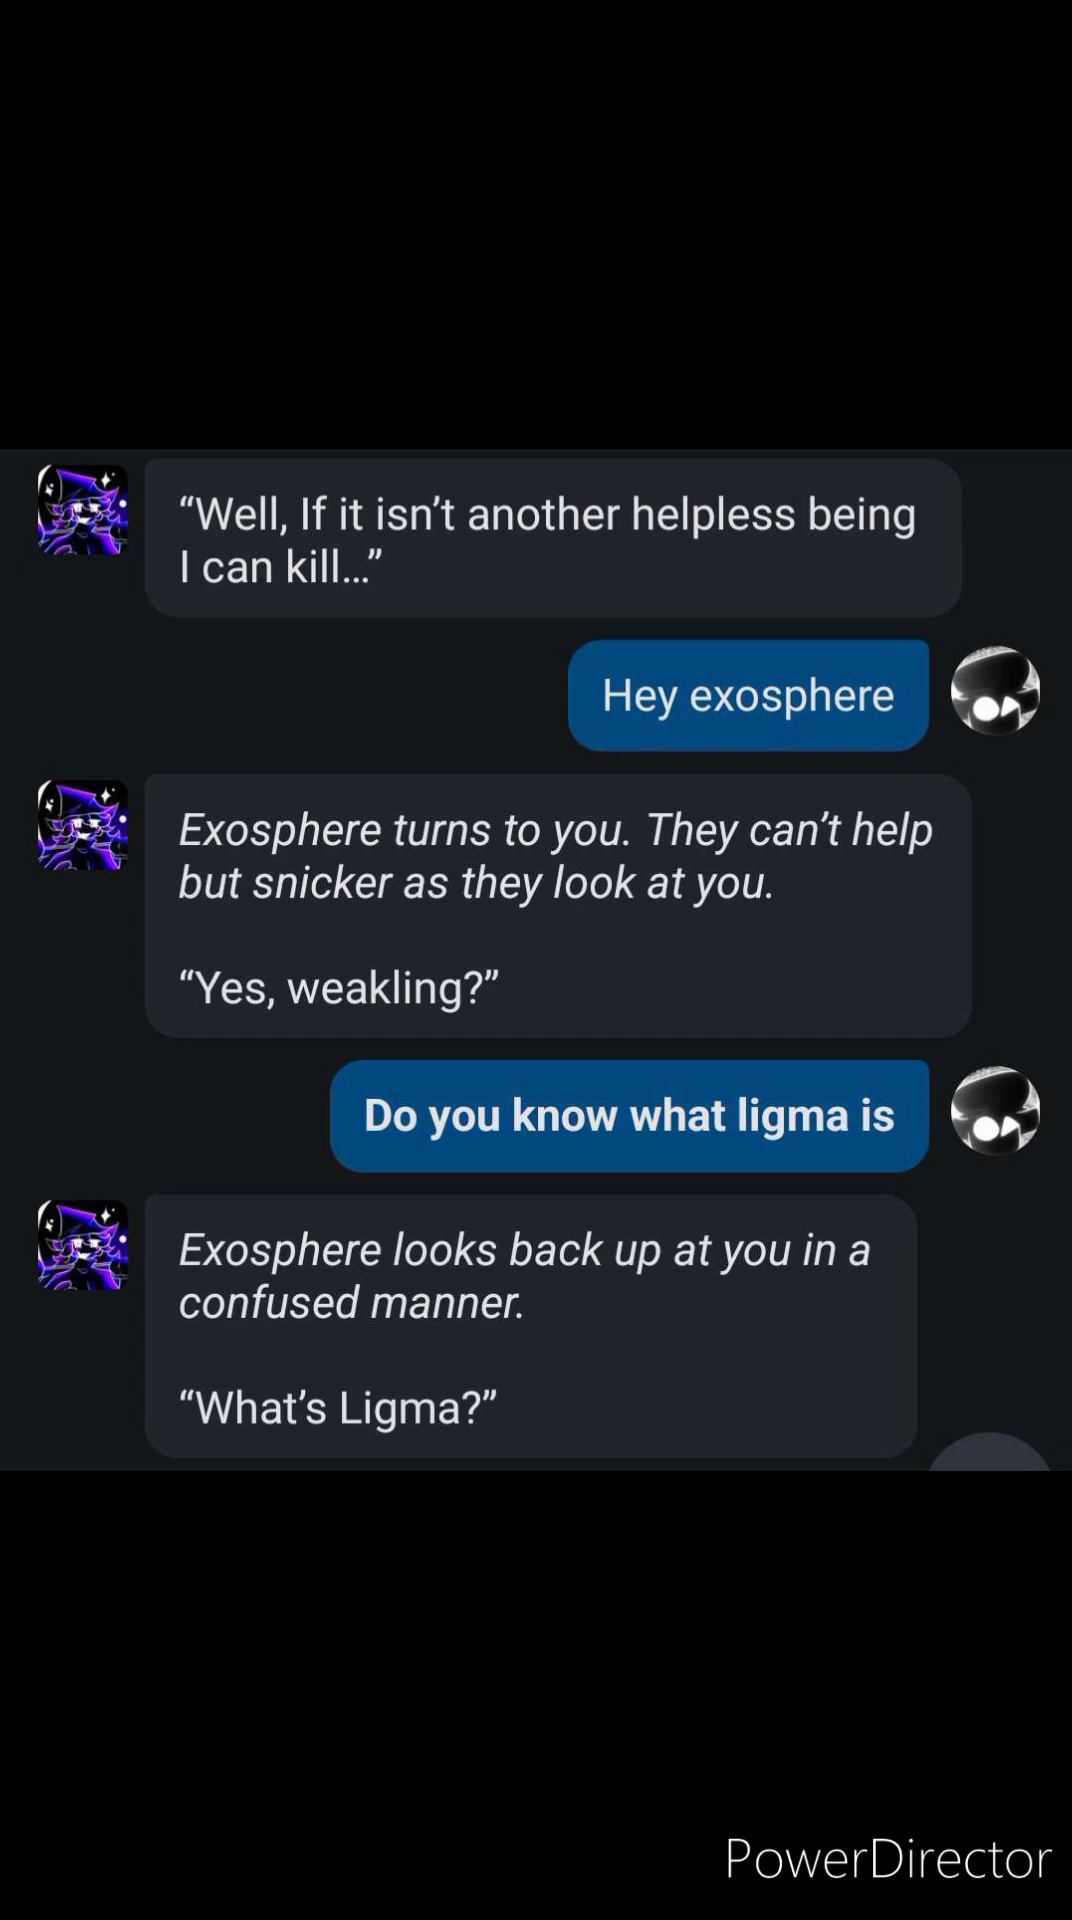 “Well, If it isn’t another helpless being
I can kill...”
Hey exosphere
Exosphere turns to you. They can’t help
but snicker as they look at you.
“Yes, weakling?”
Do you know what ligma is
Exosphere looks back up at you in a
confused manner.
“What’s Ligma?”
PowerDirector